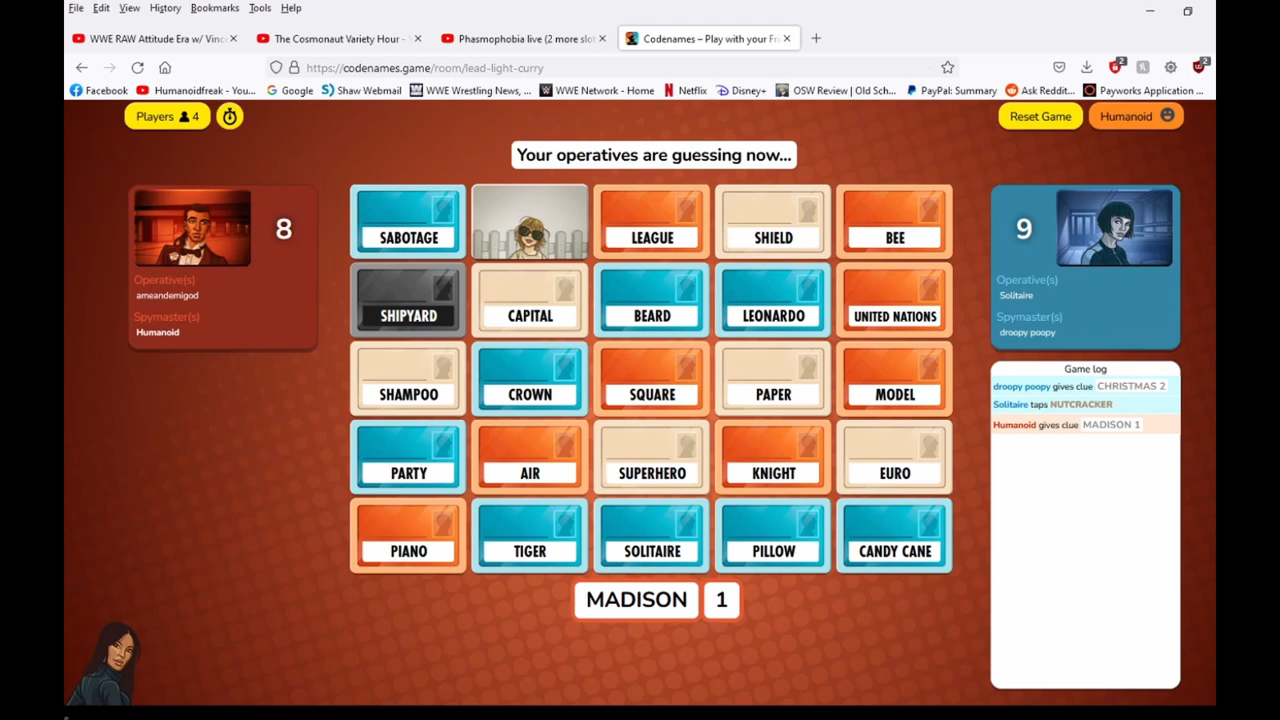 File Edit View History Bookmarks Tools Help
WWE RAW Attitude Era w/ Vinc The Cosmonaut Variety Hour - Phasmophobia live (2 more slot Codenames – Play with your Fri
https://codenames.game/room/lead-light-curry
2 2
Facebook Humanoidfreak - You... Google Shaw Webmail WWE Wrestling News, ... WWE Network - Home Netflix Disney+ OSW Review | Old Sch... PayPal: Summary Ask Reddit... Payworks Application ...
Players 4 Reset Game Humanoid
Your operatives are guessing now...
8
Operative(s)
ameandemigod
Spymaster(s)
Humanoid
SABOTAGE LEAGUE SHIELD BEE
SHIPYARD CAPITAL BEARD LEONARDO UNITED NATIONS
SHAMPOO CROWN SQUARE PAPER MODEL
PARTY AIR SUPERHERO KNIGHT EURO
PIANO TIGER SOLITAIRE PILLOW CANDY CANE
MADISON 1
9
Operative(s)
Solitaire
Spymaster(s)
droopy poopy
Game log
droopy poopy gives clue CHRISTMAS 2
Solitaire taps NUTCRACKER
Humanoid gives clue MADISON 1